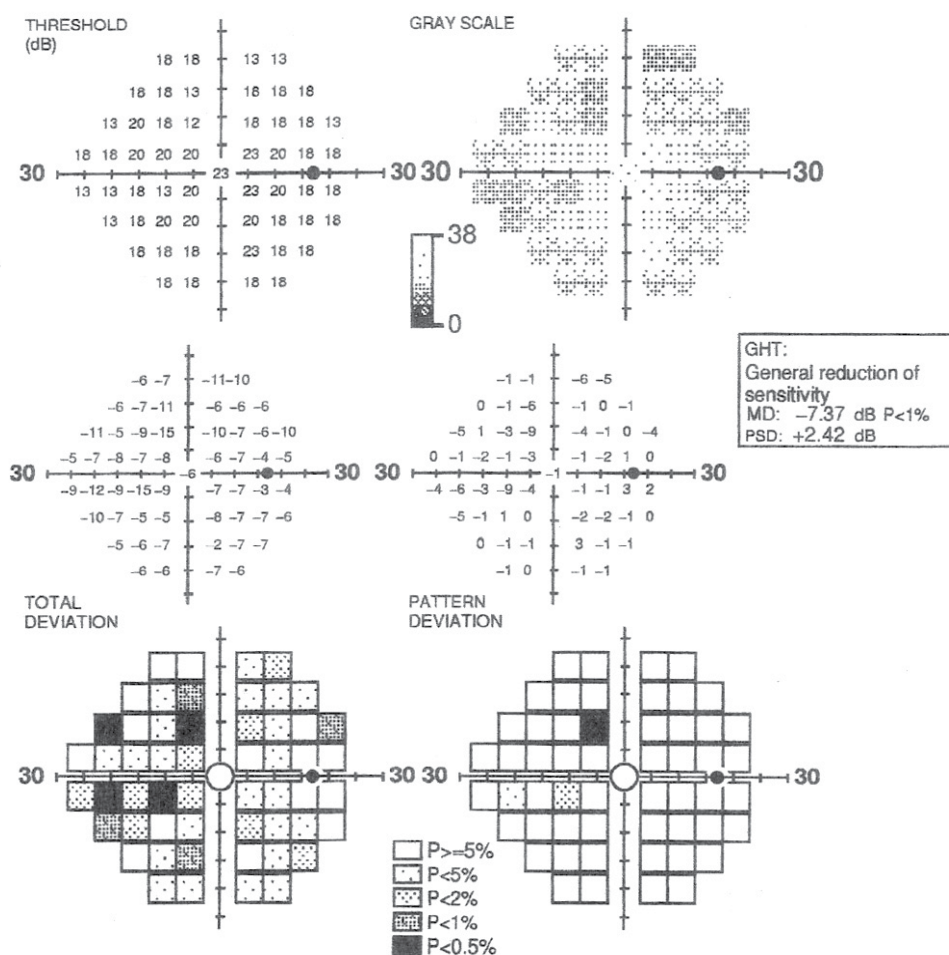 THRESHOLD
(dB)
18 18 13 13
18 18 13 18 18 18
13 20 18 12 18 18 18 13
18 18 20 20 20 23 20 18 18
30 23 30
13 13 18 13 20 23 20 18 18
13 18 20 20 20 18 18 18
18 18 18 23 18 18
18 18 18 18
GRAY SCALE
30 30
38
0
GHT:
General reduction of
sensitivity
MD: −7.37 dB P<1%
PSD: +2.42 dB
−6 −7 −11 −10
−6 −7 −11 −6 −6 −6
−11 −5 −9 −15 −10 −7 −6 −10
−5 −7 −8 −7 −8 −6 −7 −4 −5
30 −6 30
−9 −12 −9 −15 −9 −7 −7 −3 −4
−10 −7 −5 −5 −8 −7 −7 −6
−5 −6 −7 −2 −7 −7
−6 −6 −7 −6
TOTAL
DEVIATION
−1 −1 −6 −5
0 −1 −6 −1 0 −1
−5 1 −3 −9 −4 −1 0 −4
0 −1 −2 −1 −3 −1 −2 1 0
30 −1 30
−4 −6 −3 −9 −4 −1 −1 3 2
−5 −1 1 0 −2 −2 −1 0
0 −1 −1 3 −1 −1
−1 0 −1 −1
PATTERN
DEVIATION
30 30
30 30
P>=5%
P<5%
P<2%
P<1%
P<0.5%